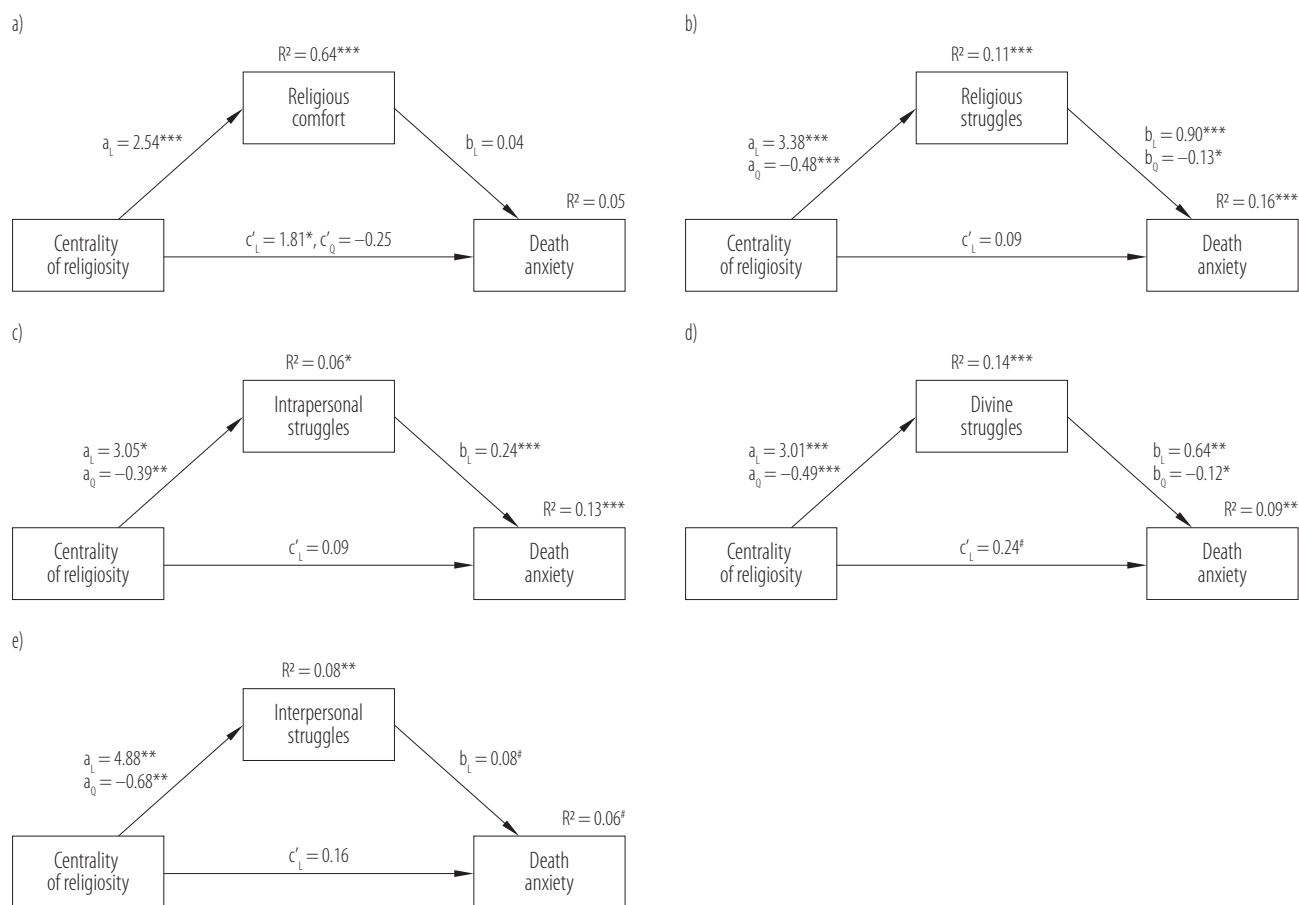 a)
R² = 0.64***
Religious
comfort
a_L = 2.54***
b_L = 0.04
R² = 0.05
Centrality
of religiosity
c'_L = 1.81*, c'_Q = −0.25
Death
anxiety
b)
R² = 0.11***
Religious
struggles
a_L = 3.38***
a_Q = −0.48***
b_L = 0.90***
b_Q = −0.13*
R² = 0.16***
Centrality
of religiosity
c'_L = 0.09
Death
anxiety
c)
R² = 0.06*
Intrapersonal
struggles
a_L = 3.05*
a_Q = −0.39**
b_L = 0.24***
R² = 0.13***
Centrality
of religiosity
c'_L = 0.09
Death
anxiety
d)
R² = 0.14***
Divine
struggles
a_L = 3.01***
a_Q = −0.49***
b_L = 0.64**
b_Q = −0.12*
R² = 0.09**
Centrality
of religiosity
c'_L = 0.24#
Death
anxiety
e)
R² = 0.08**
Interpersonal
struggles
a_L = 4.88**
a_Q = −0.68**
b_L = 0.08#
R² = 0.06#
Centrality
of religiosity
c'_L = 0.16
Death
anxiety